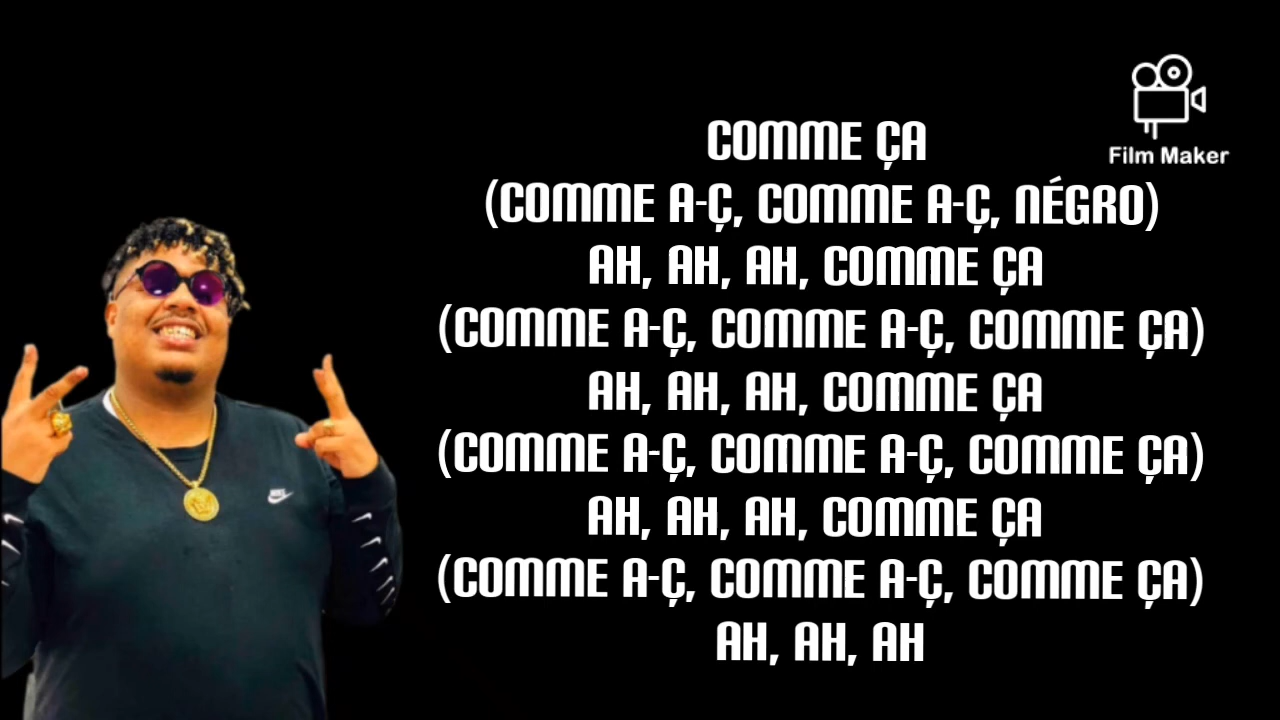 Film Maker
COMME ÇA
(COMME A-Ç, COMME A-Ç, NÉGRO)
AH, AH, AH, COMME ÇA
(COMME A-Ç, COMME A-Ç, COMME ÇA)
AH, AH, AH, COMME ÇA
(COMME A-Ç, COMME A-Ç, COMME ÇA)
AH, AH, AH, COMME ÇA
(COMME A-Ç, COMME A-Ç, COMME ÇA)
AH, AH, AH